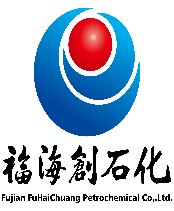 福海創石化
Fujian FuHaiChuang Petrochemical Co,.Ltd.